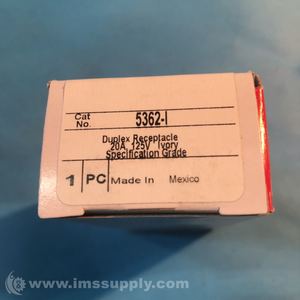 Cat No. 5362-I
Duplex Receptacle
20A, 125V Ivory
Specification Grade
1 PC Made In Mexico
© www.imssupply.com